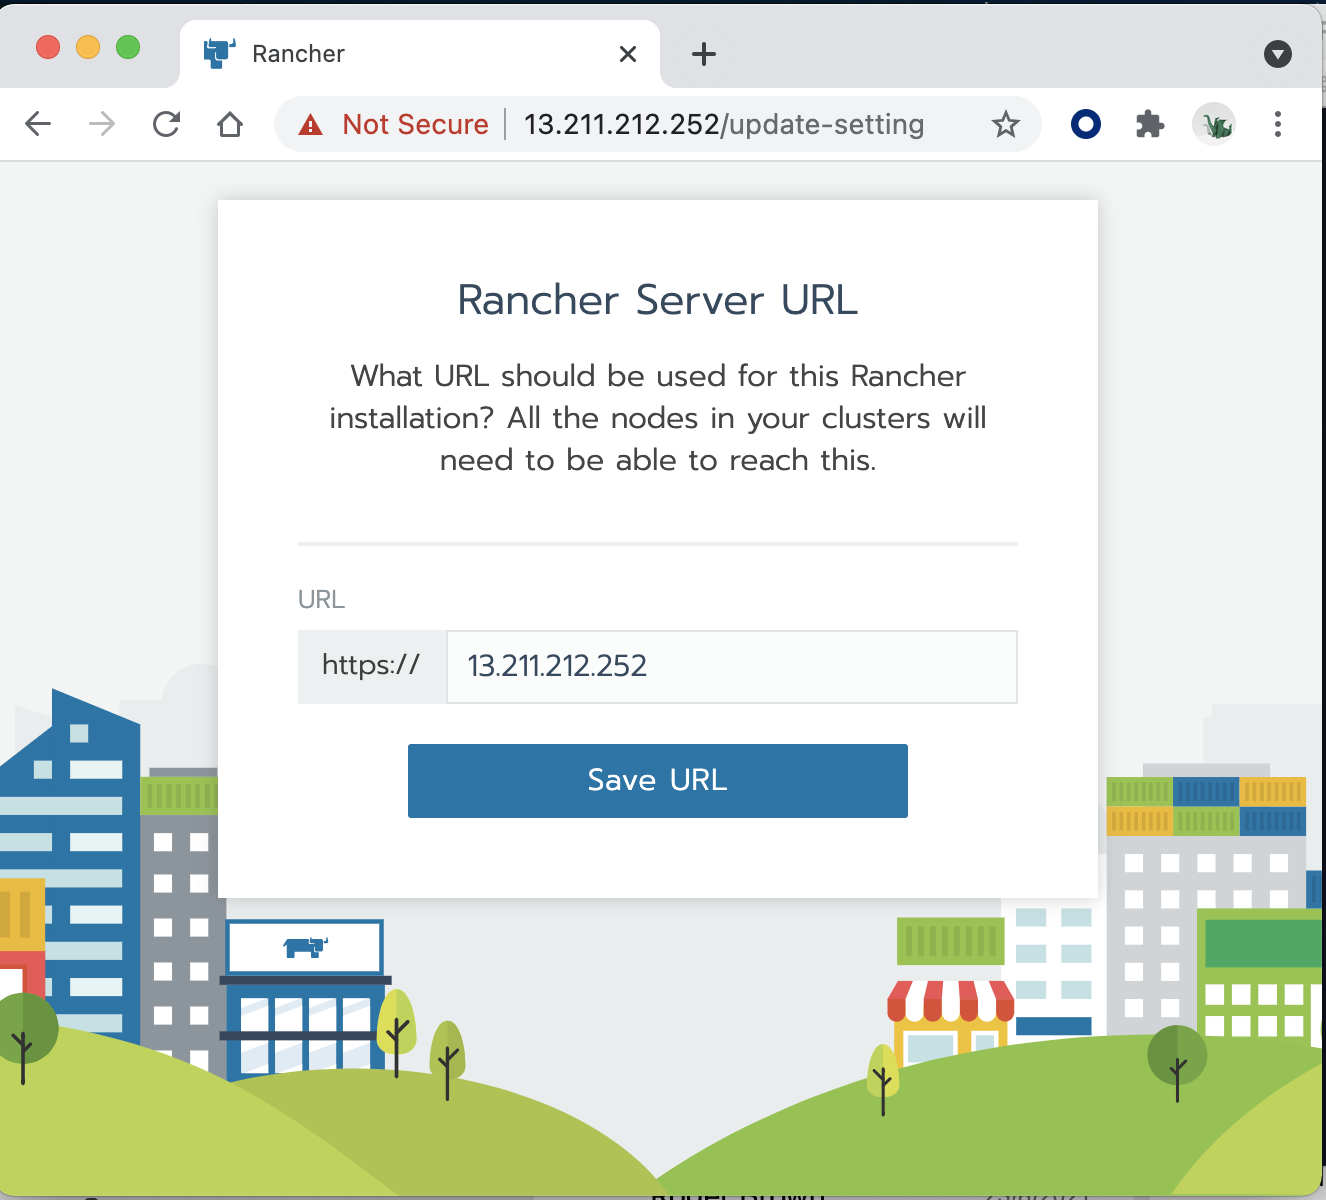 Rancher
Not Secure | 13.211.212.252/update-setting
Rancher Server URL
What URL should be used for this Rancher
installation? All the nodes in your clusters will
need to be able to reach this.
URL
https://
13.211.212.252
Save URL